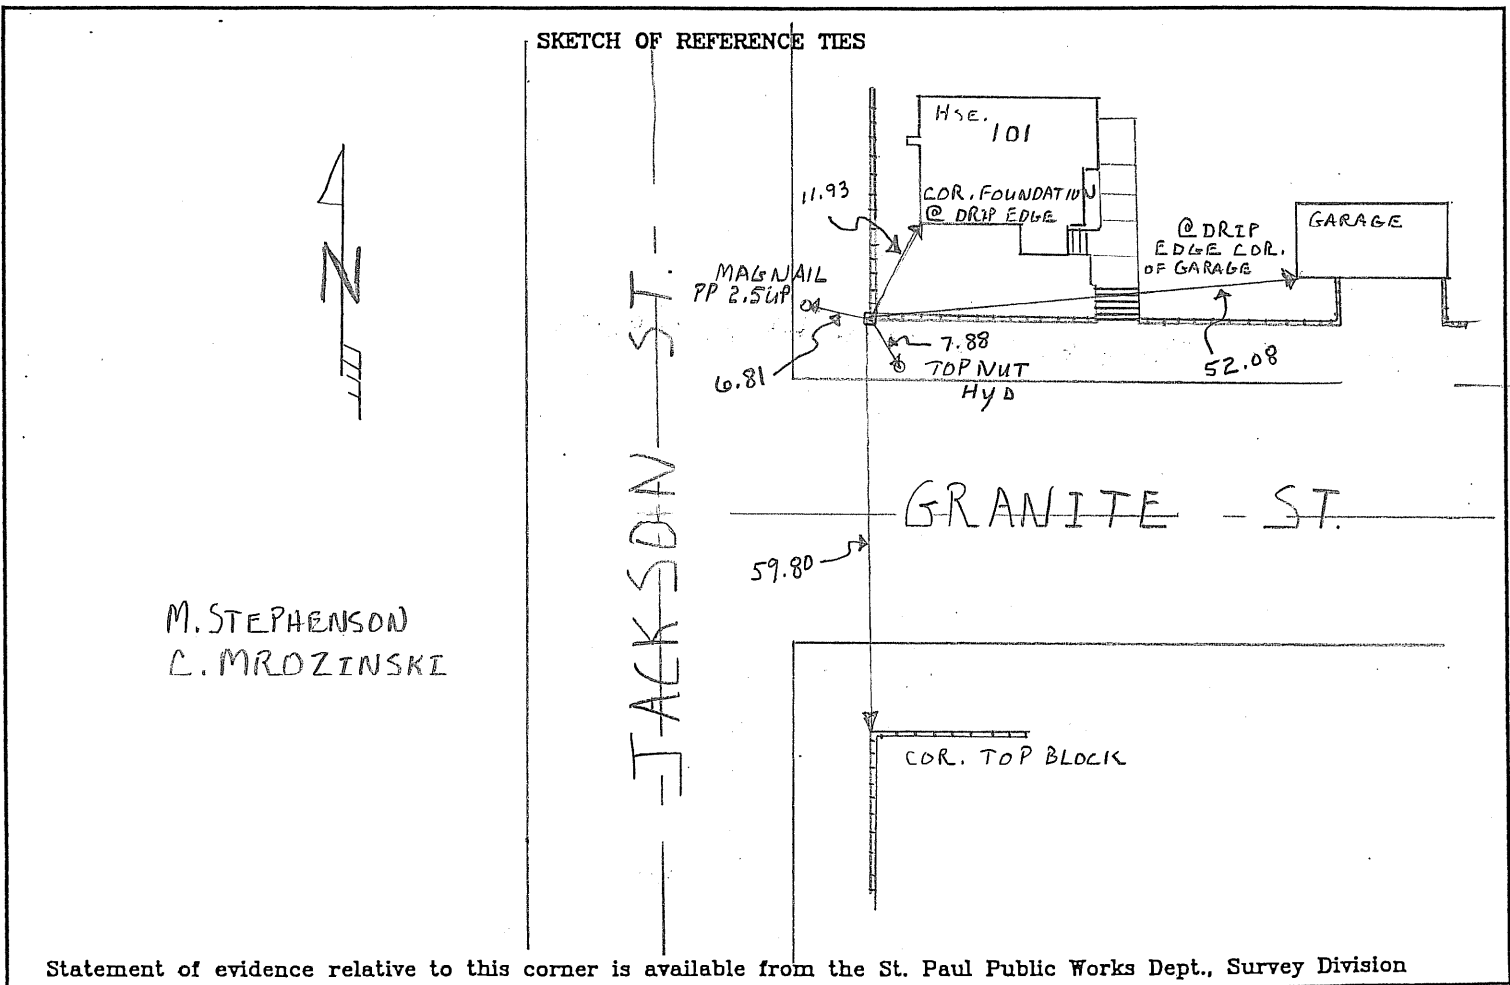 SKETCH OF REFERENCE TIES
HSE.
101
11.93
COR. FOUNDATION
@ DRIP EDGE
@ DRIP
EDGE COR.
OF GARAGE
GARAGE
MAGNAIL
PP 2.5 UP
N
6.81
7.88
TOP NUT
HYD
52.08
JACKSON ST.
GRANITE ST.
59.80
M. STEPHENSON
C. MROZINSKI
COR. TOP BLOCK
Statement of evidence relative to this corner is available from the St. Paul Public Works Dept., Survey Division